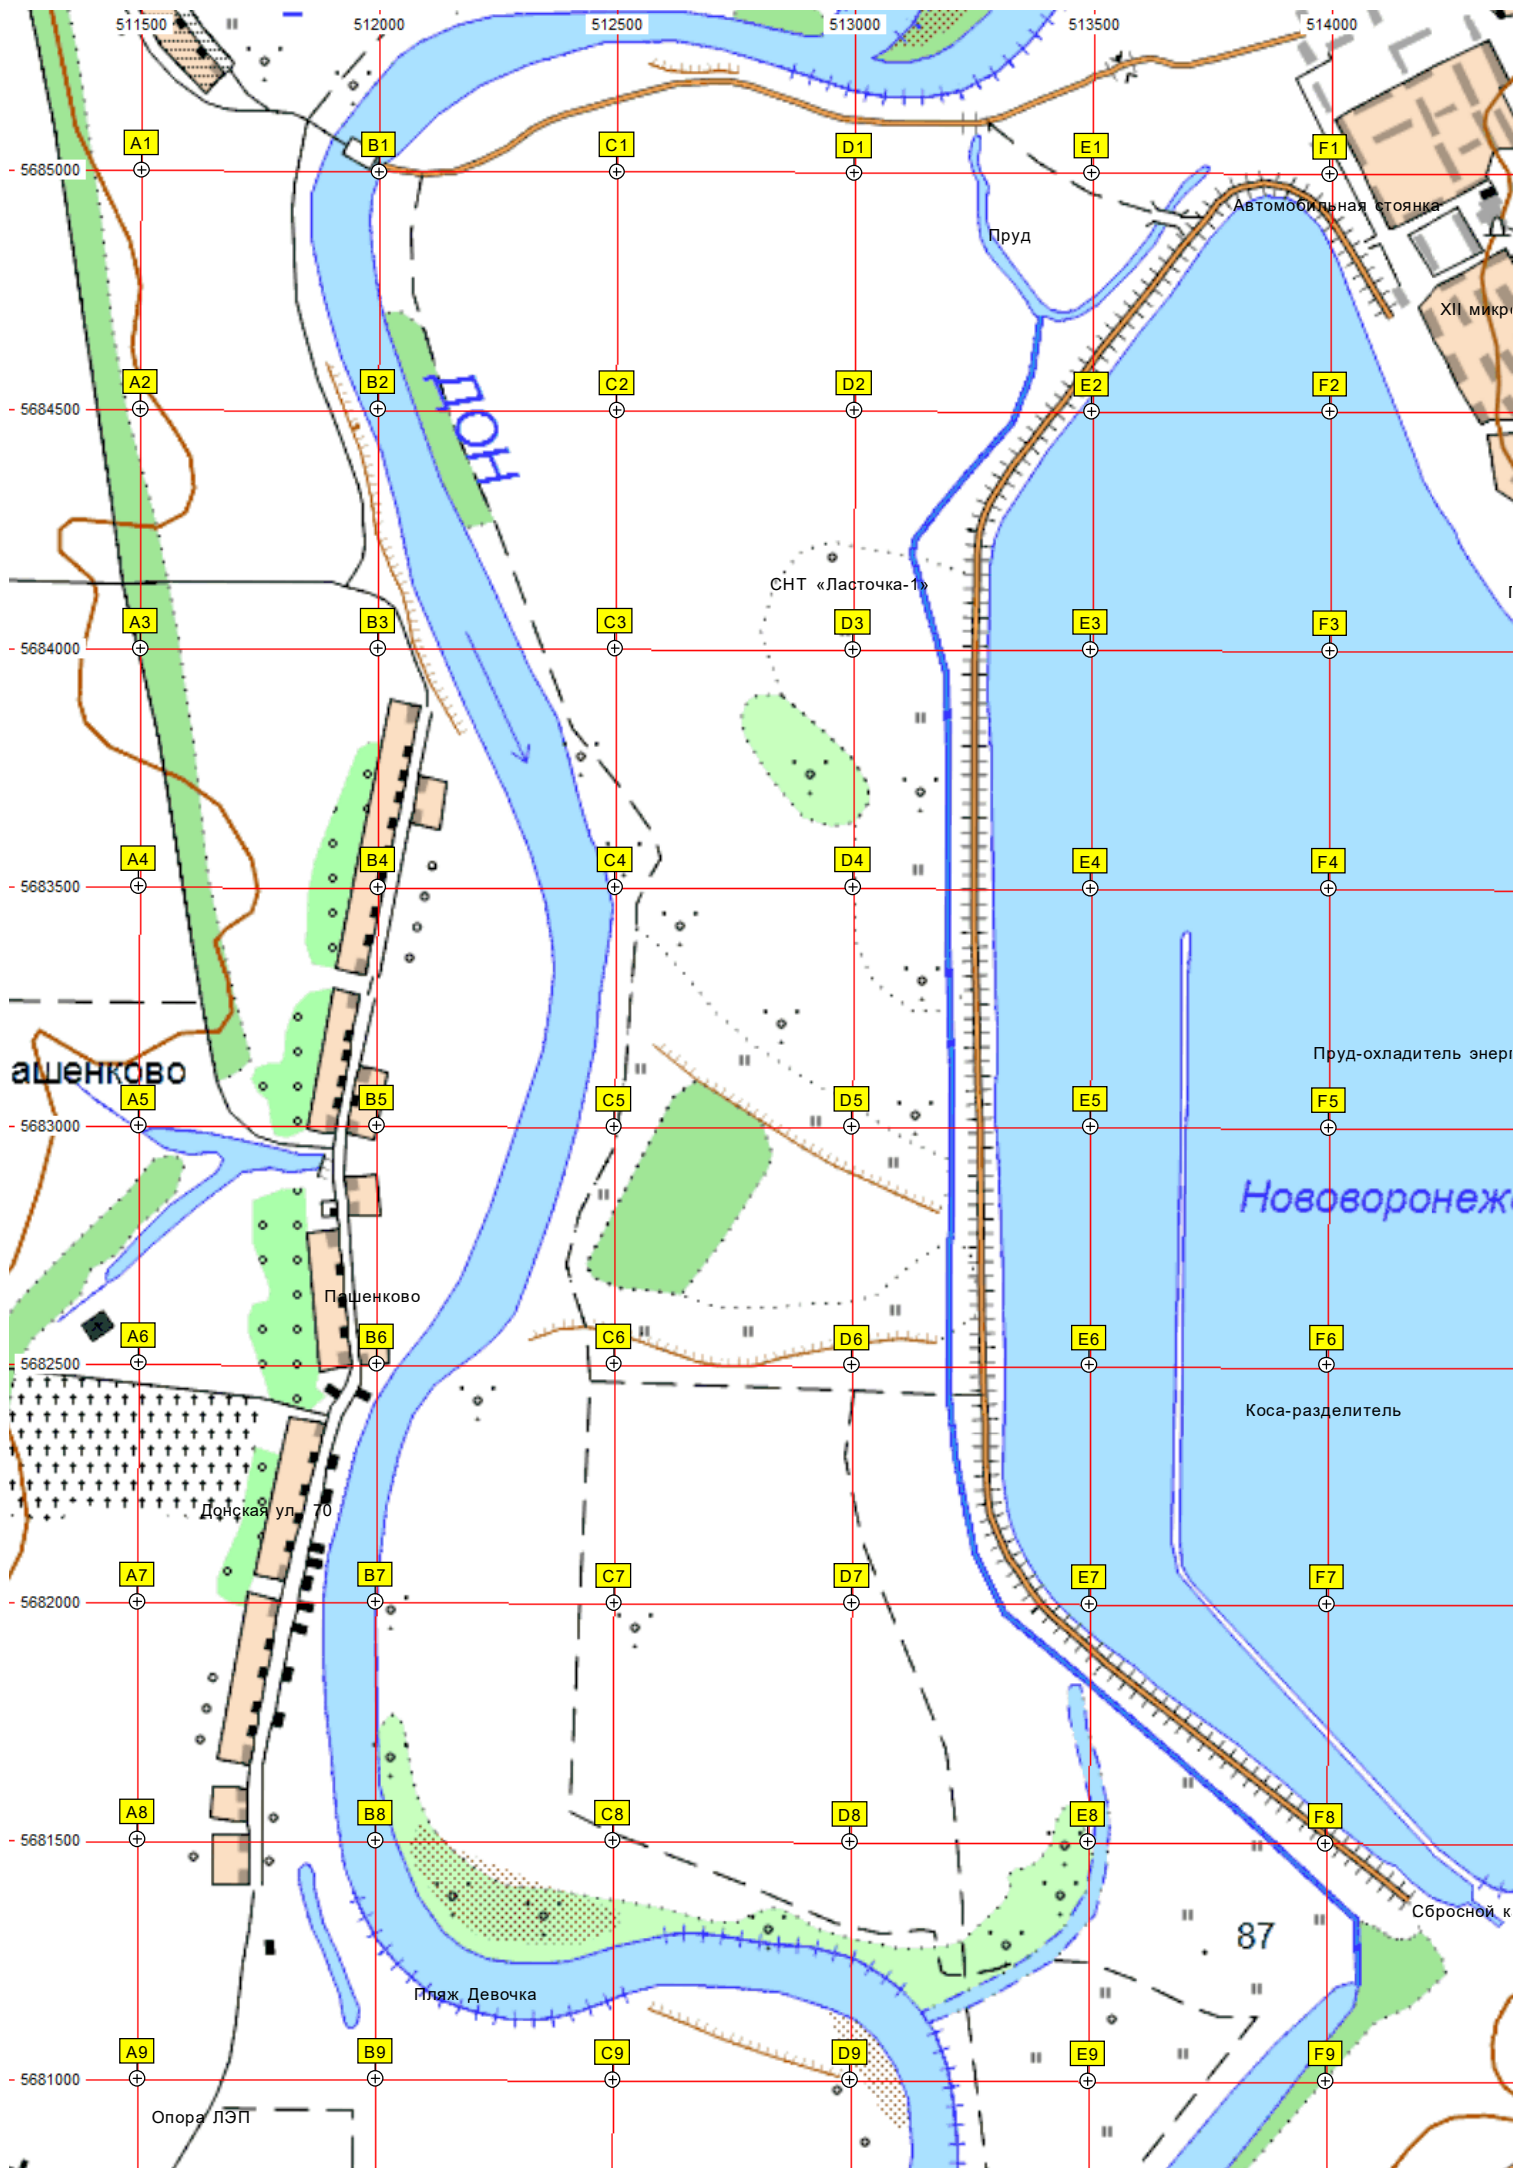 511500 512000 512500 513000 513500 514000
A1 B1 C1 D1 E1 F1
5685000
Автомобильная стоянка
Пруд
XII микр
ДОН
A2 B2 C2 D2 E2 F2
5684500
СНТ «Ласточка-1»
A3 B3 C3 D3 E3 F3
5684000
A4 B4 C4 D4 E4 F4
5683500
Пруд-охладитель энерг
ашенково
A5 B5 C5 D5 E5 F5
5683000
Нововоронеж
Пашенково
A6 B6 C6 D6 E6 F6
5682500
Коса-разделитель
Донская ул., 70
A7 B7 C7 D7 E7 F7
5682000
A8 B8 C8 D8 E8 F8
5681500
Сбросной к
87
Пляж Девочка
A9 B9 C9 D9 E9 F9
5681000
Опора ЛЭП